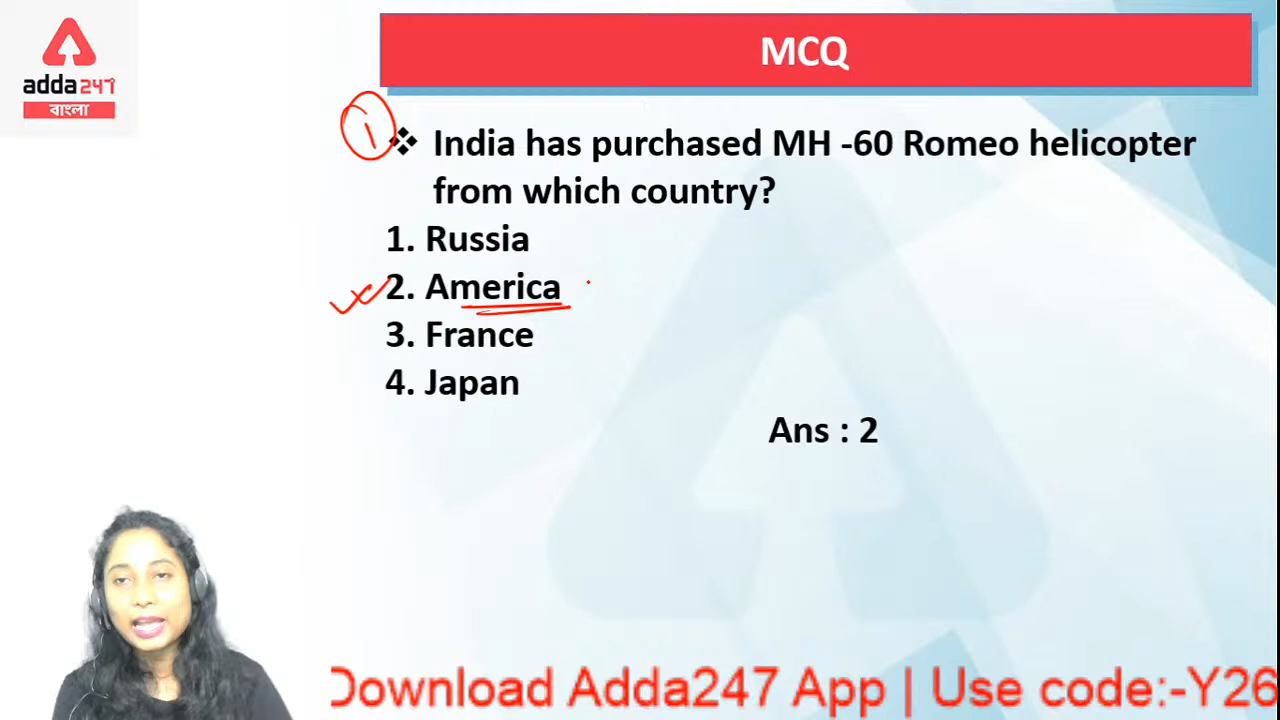 adda247
বাংলা
MCQ
1
❖ India has purchased MH -60 Romeo helicopter
from which country?
1. Russia
2. America
3. France
4. Japan
Ans : 2
Download Adda247 App | Use code:-Y26